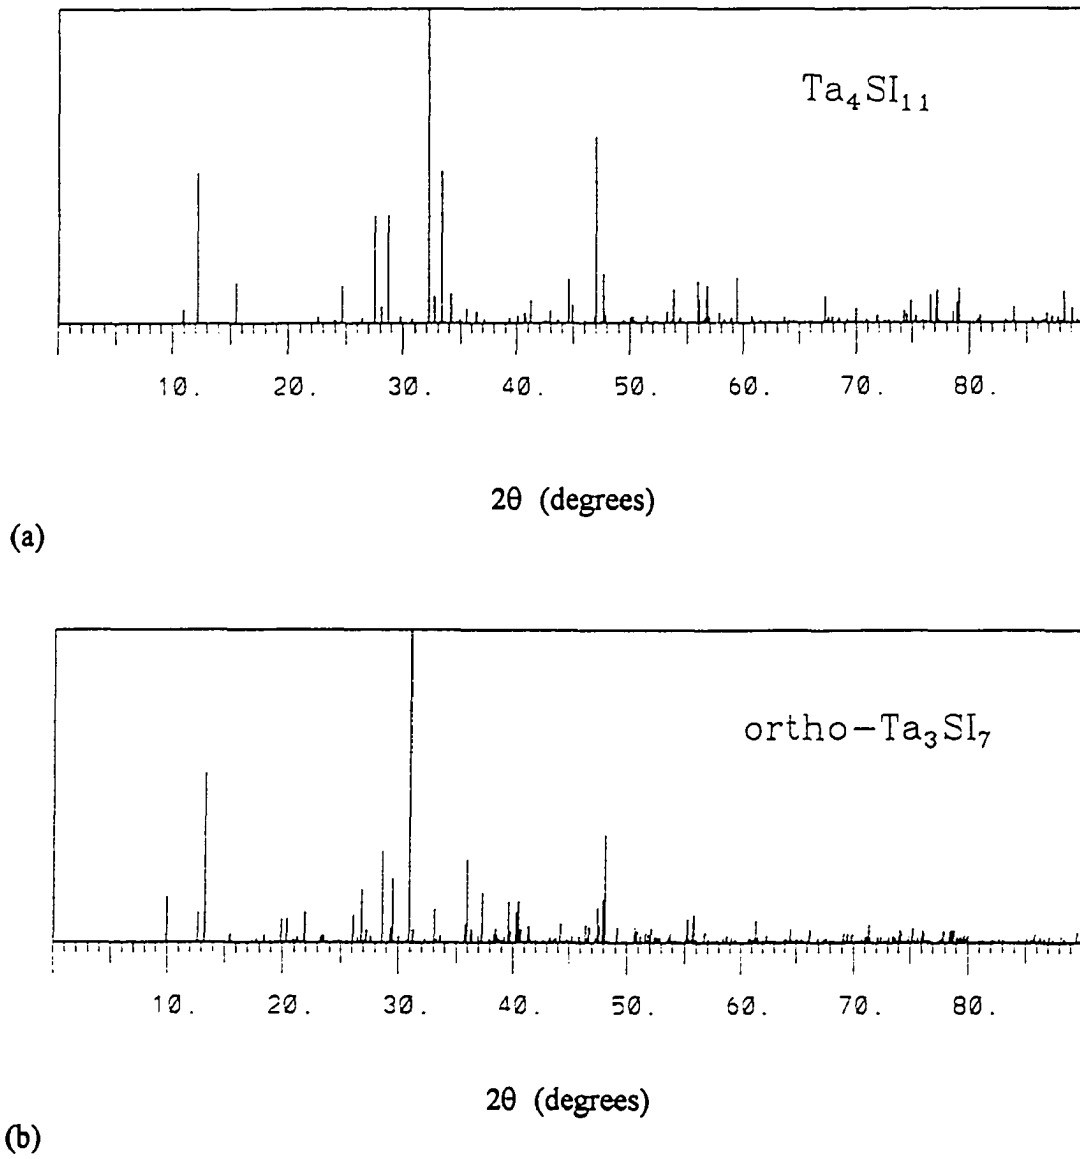 Ta₄SI₁₁
10. 20. 30. 40. 50. 60. 70. 80.
2θ (degrees)
(a)
ortho-Ta₃SI₇
10. 20. 30. 40. 50. 60. 70. 80.
2θ (degrees)
(b)